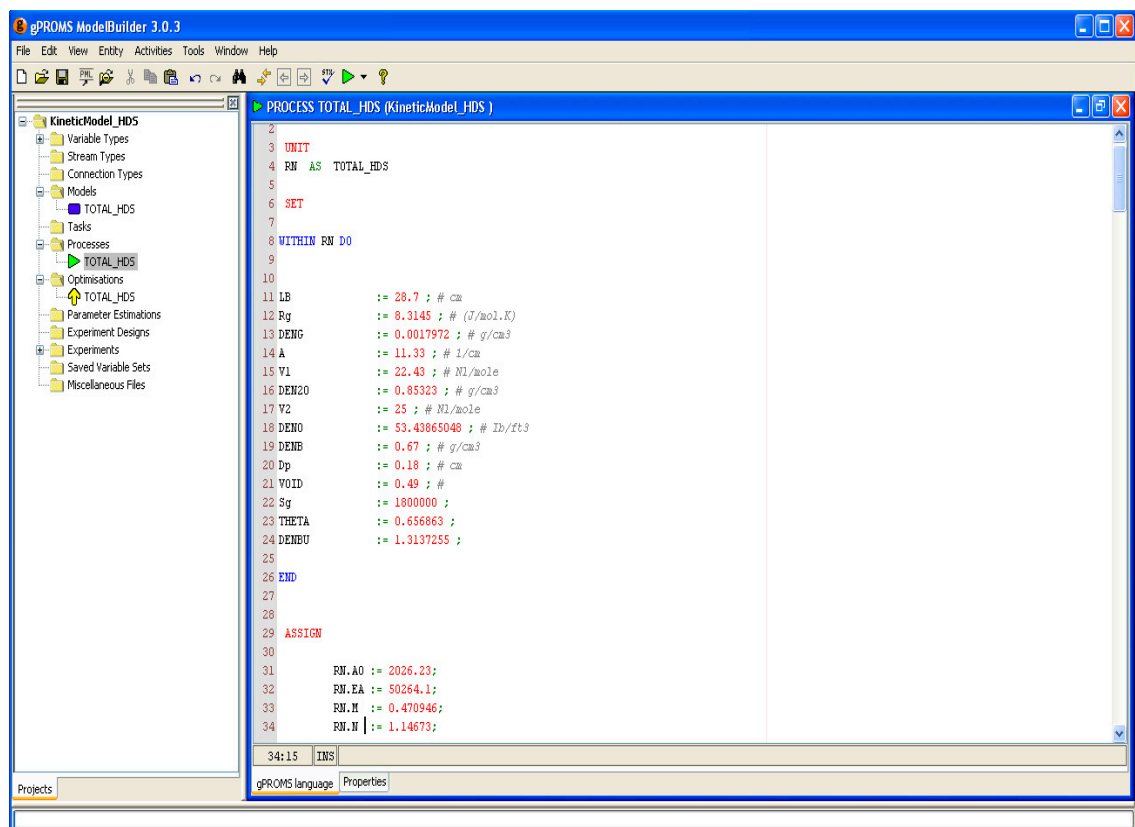 gPROMS ModelBuilder 3.0.3
File Edit View Entity Activities Tools Window Help
KineticModel_HDS
Variable Types
Stream Types
Connection Types
Models
TOTAL_HDS
Tasks
Processes
TOTAL_HDS
Optimisations
TOTAL_HDS
Parameter Estimations
Experiment Designs
Experiments
Saved Variable Sets
Miscellaneous Files
Projects
PROCESS TOTAL_HDS (KineticModel_HDS )
2
3 UNIT
4 RN AS TOTAL_HDS
5
6 SET
7
8 WITHIN RN DO
9
10
11 LB := 28.7 ; # cm
12 Rg := 8.3145 ; # (J/mol.K)
13 DENG := 0.0017972 ; # g/cm3
14 A := 11.33 ; # 1/cm
15 V1 := 22.43 ; # Nl/mole
16 DEN20 := 0.85323 ; # g/cm3
17 V2 := 25 ; # Nl/mole
18 DEN0 := 53.43865048 ; # Ib/ft3
19 DENB := 0.67 ; # g/cm3
20 Dp := 0.18 ; # cm
21 VOID := 0.49 ; #
22 Sg := 1800000 ;
23 THETA := 0.656863 ;
24 DENBU := 1.3137255 ;
25
26 END
27
28
29 ASSIGN
30
31 RN.A0 := 2026.23;
32 RN.EA := 50264.1;
33 RN.M := 0.470946;
34 RN.N := 1.14673;
34:15 INS
gPROMS language Properties